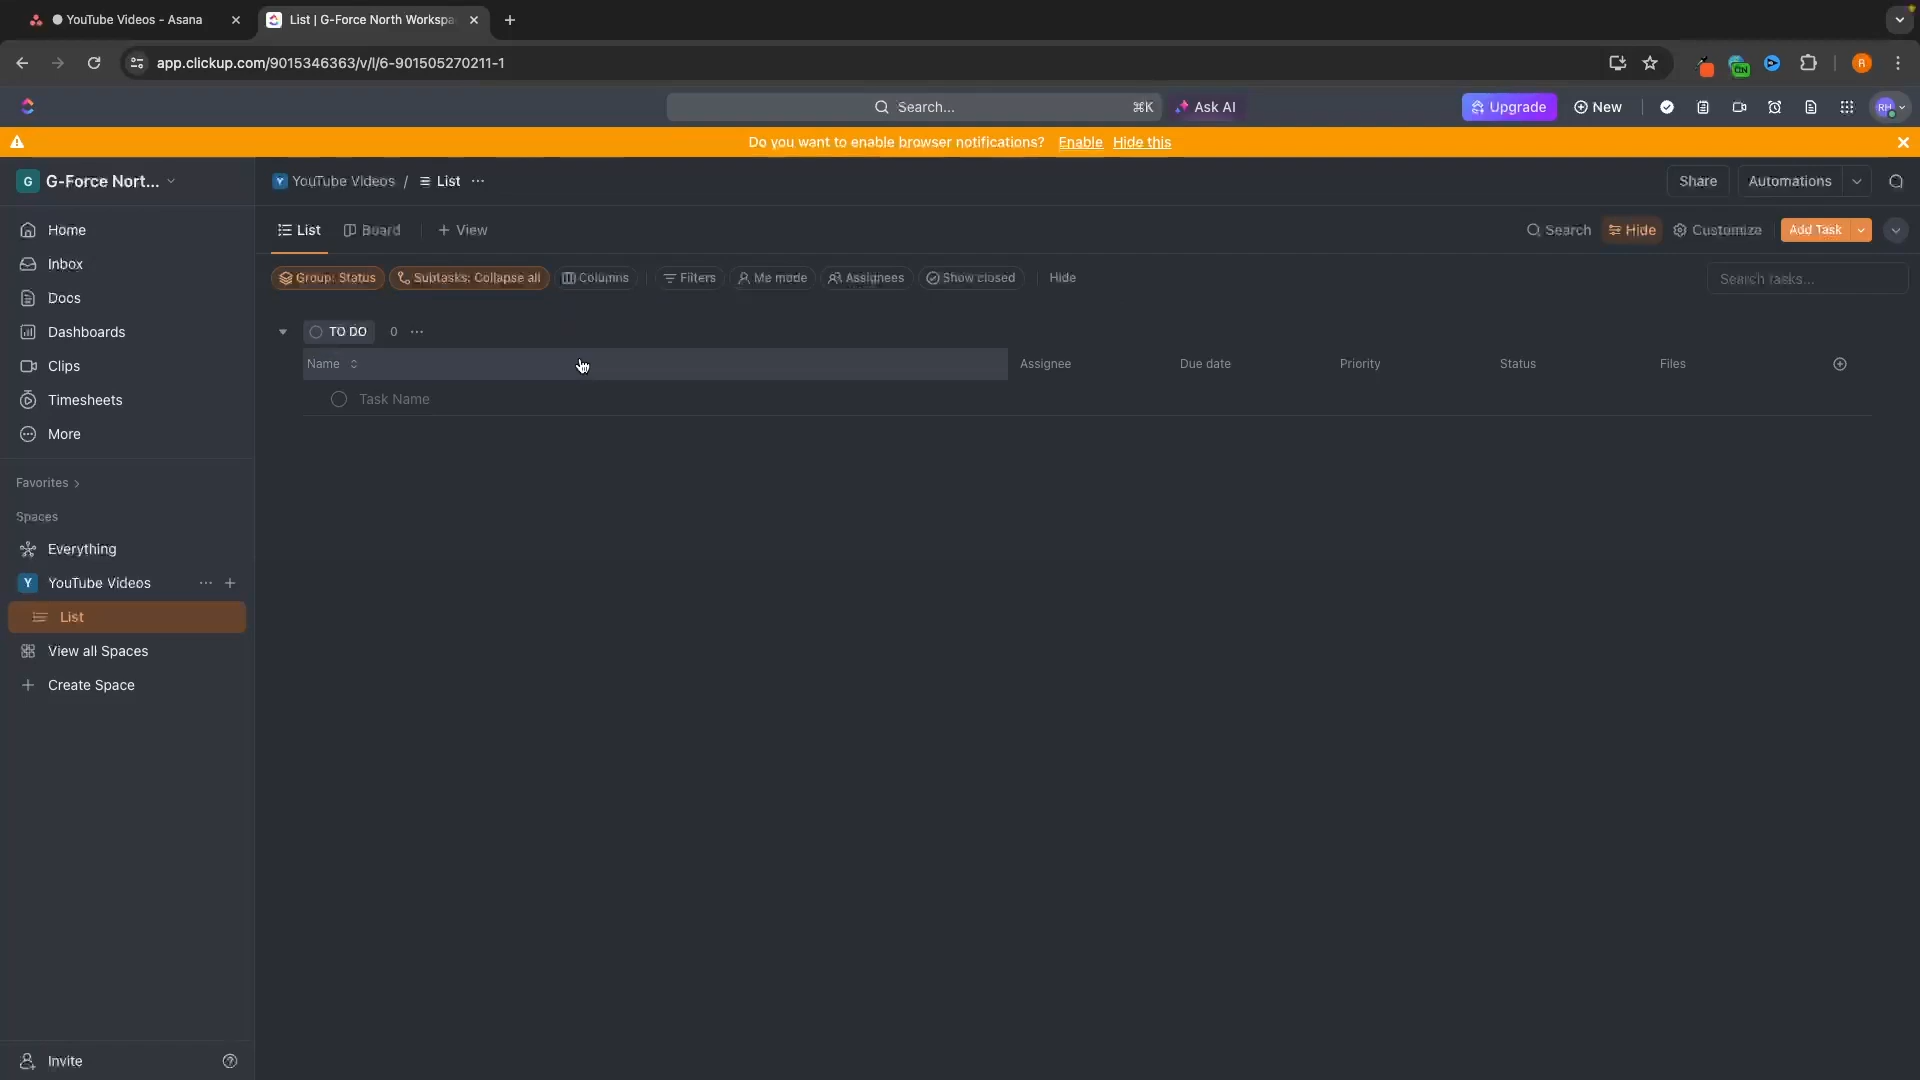 YouTube Videos - Asana
List | G-Force North Workspa
app.clickup.com/9015346363/v/l/6-901505270211-1
R
Search... ⌘K
Ask AI
Upgrade
New
RH
Do you want to enable browser notifications? Enable Hide this
G G-Force Nort...
Y YouTube Videos / List ...
Share
Automations
Home
Inbox
Docs
Dashboards
Clips
Timesheets
More
Favorites
Spaces
Everything
Y YouTube Videos
List
View all Spaces
Create Space
Invite
List
Board
+ View
Search
Hide
Customize
Add Task
Group: Status
Subtasks: Collapse all
Columns
Filters
Me mode
Assignees
Show closed
Hide
Search tasks...
TO DO 0 ...
Name
Assignee
Due date
Priority
Status
Files
Task Name